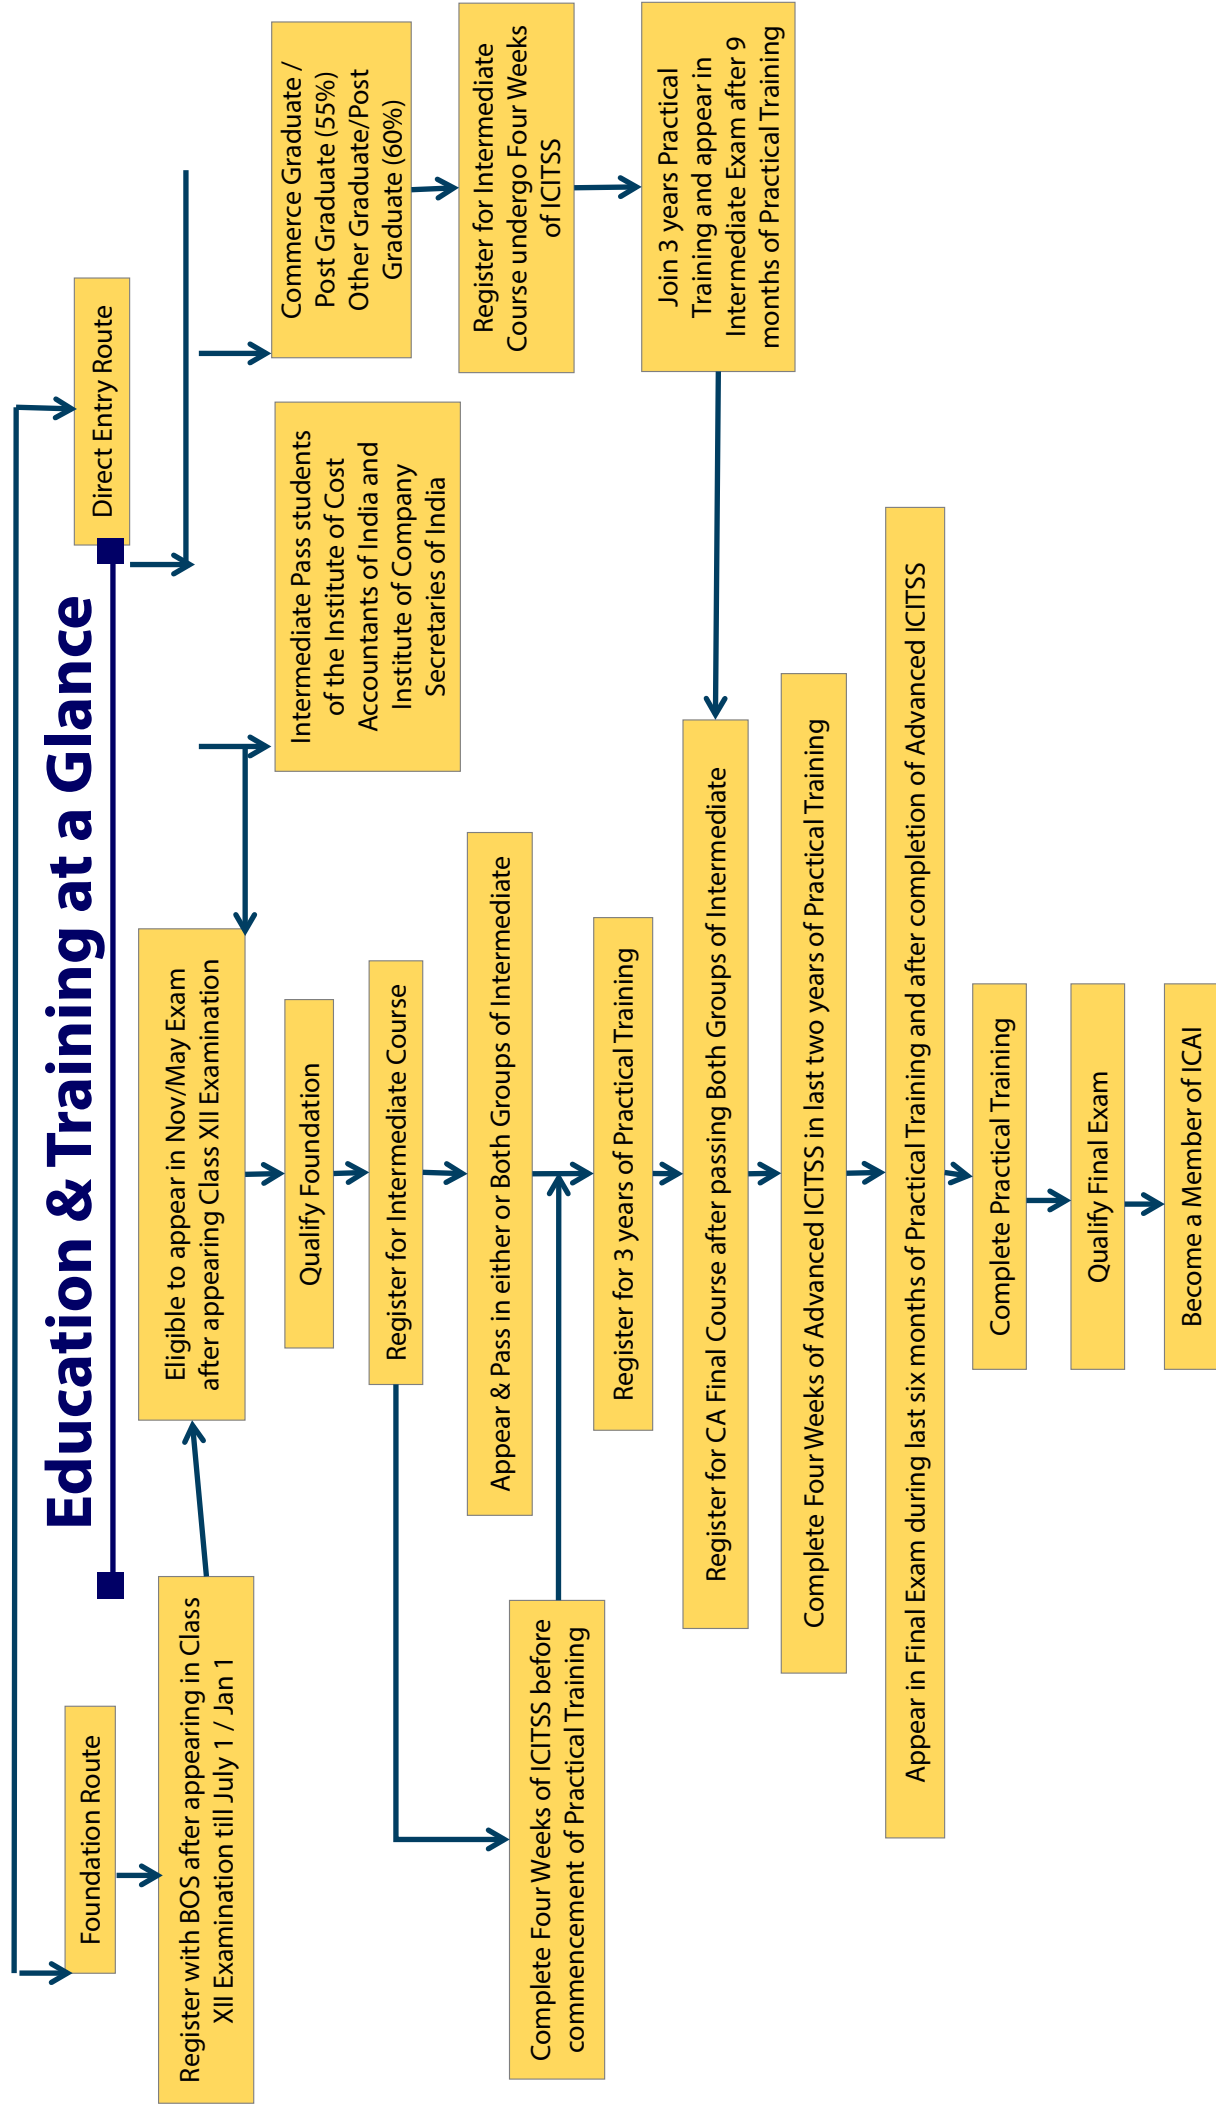 Education & Training at a Glance
Foundation Route
Direct Entry Route
Register with BOS after appearing in Class
XII Examination till July 1 / Jan 1
Eligible to appear in Nov/May Exam
after appearing Class XII Examination
Intermediate Pass students
of the Institute of Cost
Accountants of India and
Institute of Company
Secretaries of India
Commerce Graduate /
Post Graduate (55%)
Other Graduate/Post
Graduate (60%)
Qualify Foundation
Register for Intermediate Course
Register for Intermediate
Course undergo Four Weeks
of ICITSS
Appear & Pass in either or Both Groups of Intermediate
Complete Four Weeks of ICITSS before
commencement of Practical Training
Register for 3 years of Practical Training
Join 3 years Practical
Training and appear in
Intermediate Exam after 9
months of Practical Training
Register for CA Final Course after passing Both Groups of Intermediate
Complete Four Weeks of Advanced ICITSS in last two years of Practical Training
Appear in Final Exam during last six months of Practical Training and after completion of Advanced ICITSS
Complete Practical Training
Qualify Final Exam
Become a Member of ICAI